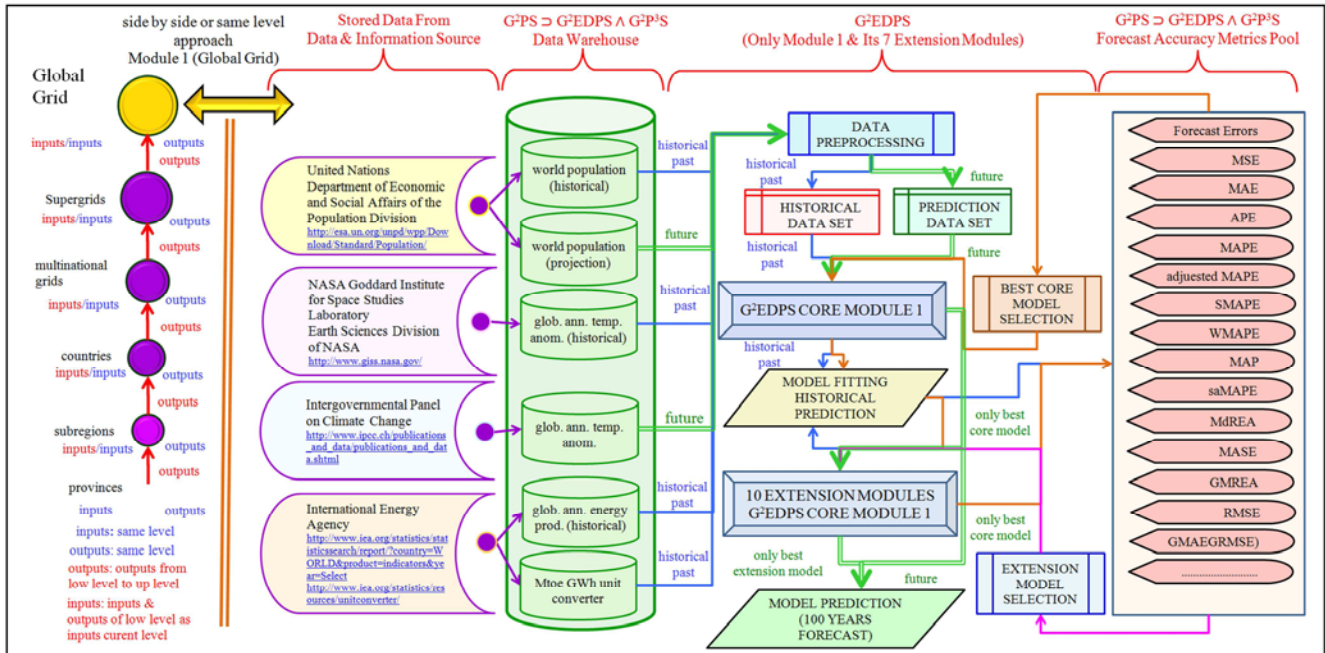 side by side or same level
approach
Module 1 (Global Grid)
Global
Grid
inputs/inputs
outputs
outputs
Supergrids
inputs/inputs
outputs
outputs
multinational
grids
inputs/inputs
outputs
outputs
countries
inputs/inputs
outputs
outputs
subregions
inputs/inputs
outputs
outputs
provinces
inputs
outputs
inputs: same level
outputs: same level
outputs: outputs from
low level to up level
inputs: inputs &
outputs of low level as
inputs curent level
Stored Data From
Data & Information Source
United Nations
Department of Economic
and Social Affairs of the
Population Division
http://esa.un.org/unpd/wpp/Dow
nload/Standard/Population/
NASA Goddard Institute
for Space Studies
Laboratory
Earth Sciences Division
of NASA
http://www.giss.nasa.gov/
Intergovernmental Panel
on Climate Change
http://www.ipcc.ch/publications
_and_data/publications_and_dat
a.shtml
International Energy
Agency
http://www.iea.org/statistics/stat
isticssearch/report/?country=W
ORLD&product=indicators&yea
r=Select
http://www.iea.org/statistics/res
ources/unitconverter/
G²PS ⊃ G²EDPS ∧ G²P³S
Data Warehouse
world population
(historical)
world population
(projection)
glob. ann. temp.
anom. (historical)
glob. ann. temp.
anom.
glob. ann. energy
prod. (historical)
Mtoe GWh unit
converter
historical
past
future
historical
past
future
historical
past
historical
past
G²EDPS
(Only Module 1 & Its 7 Extension Modules)
DATA
PREPROCESSING
historical
past
future
HISTORICAL
DATA SET
PREDICTION
DATA SET
historical
past
future
G²EDPS CORE MODULE 1
BEST CORE
MODEL
SELECTION
historical
past
MODEL FITTING
HISTORICAL
PREDICTION
only best
core model
10 EXTENSION MODULES
G²EDPS CORE MODULE 1
only best
core model
only best
extension model
future
EXTENSION
MODEL
SELECTION
MODEL PREDICTION
(100 YEARS
FORECAST)
G²PS ⊃ G²EDPS ∧ G²P³S
Forecast Accuracy Metrics Pool
Forecast Errors
MSE
MAE
APE
MAPE
adjuested MAPE
SMAPE
WMAPE
MAP
saMAPE
MdREA
MASE
GMREA
RMSE
GMAEGRMSE)
.........................